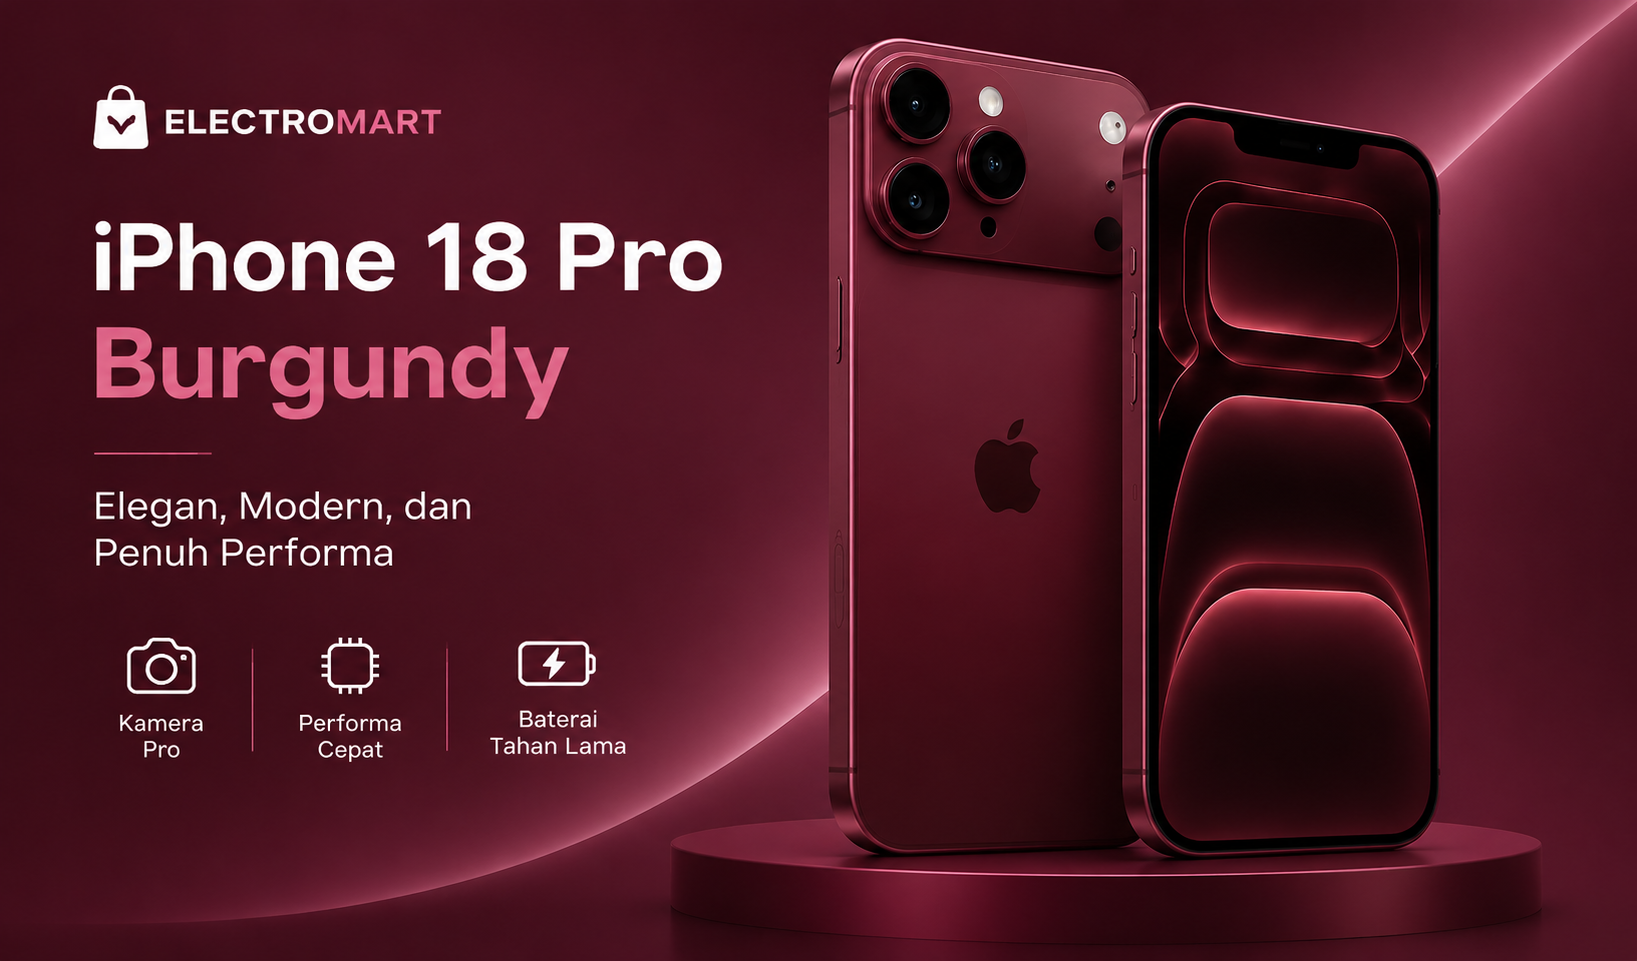 ELECTROMART
iPhone 18 Pro
Burgundy
Elegan, Modern, dan
Penuh Performa
Kamera
Pro
Performa
Cepat
Baterai
Tahan Lama